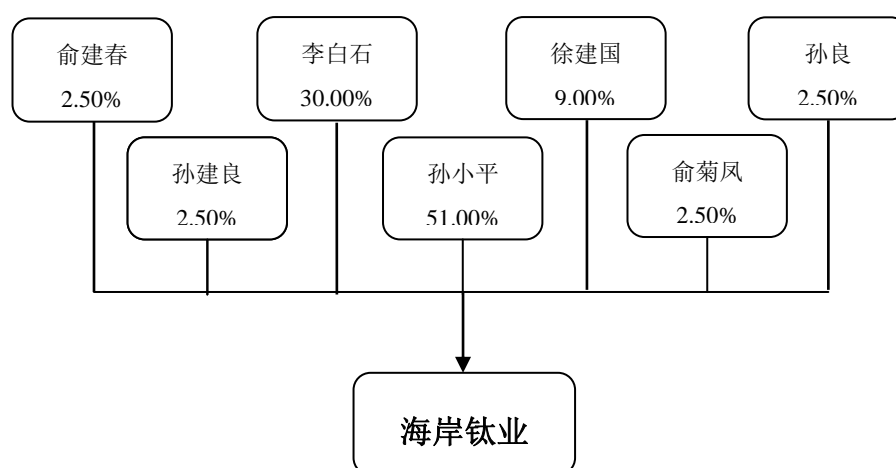 俞建春
2.50%
李白石
30.00%
徐建国
9.00%
孙良
2.50%
孙建良
2.50%
孙小平
51.00%
俞菊凤
2.50%
海岸钛业